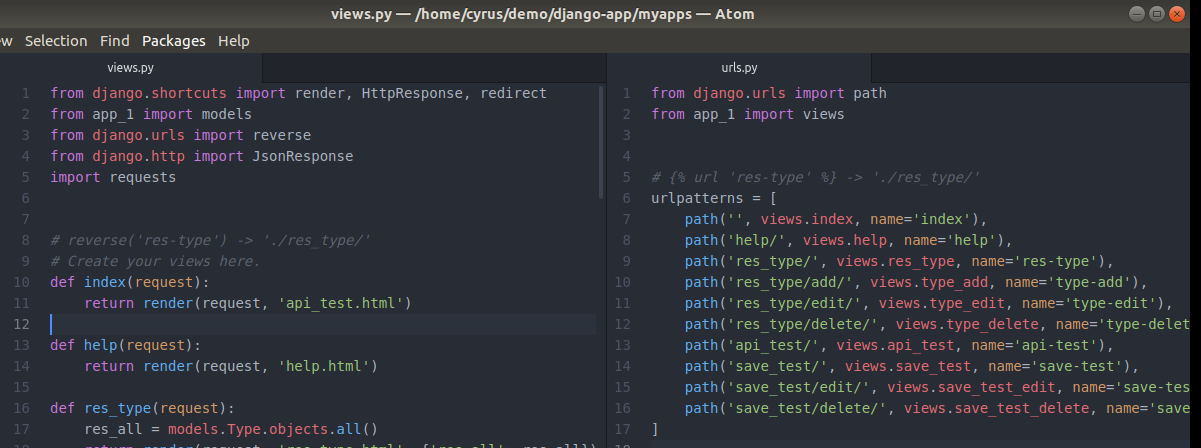 views.py — /home/cyrus/demo/django-app/myapps — Atom
ew Selection Find Packages Help
views.py
1 from django.shortcuts import render, HttpResponse, redirect
2 from app_1 import models
3 from django.urls import reverse
4 from django.http import JsonResponse
5 import requests
6
7
8 # reverse('res-type') -> './res_type/'
9 # Create your views here.
10 def index(request):
11     return render(request, 'api_test.html')
12
13 def help(request):
14     return render(request, 'help.html')
15
16 def res_type(request):
17     res_all = models.Type.objects.all()
18     return render(request, 'res_type.html', {'res_all': res_all})
urls.py
1 from django.urls import path
2 from app_1 import views
3
4
5 # {% url 'res-type' %} -> './res_type/'
6 urlpatterns = [
7     path('', views.index, name='index'),
8     path('help/', views.help, name='help'),
9     path('res_type/', views.res_type, name='res-type'),
10     path('res_type/add/', views.type_add, name='type-add'),
11     path('res_type/edit/', views.type_edit, name='type-edit'),
12     path('res_type/delete/', views.type_delete, name='type-delet
13     path('api_test/', views.api_test, name='api-test'),
14     path('save_test/', views.save_test, name='save-test'),
15     path('save_test/edit/', views.save_test_edit, name='save-tes
16     path('save_test/delete/', views.save_test_delete, name='save
17 ]
18